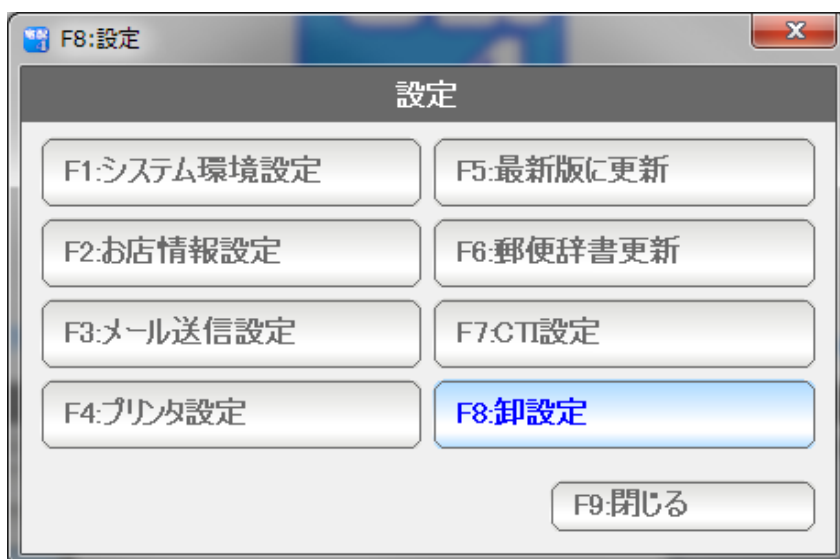 F8:設定
設定
F1:システム環境設定
F5:最新版に更新
F2:お店情報設定
F6:郵便辞書更新
F3:メール送信設定
F7:CTI設定
F4:プリンタ設定
F8:卸設定
F9:閉じる